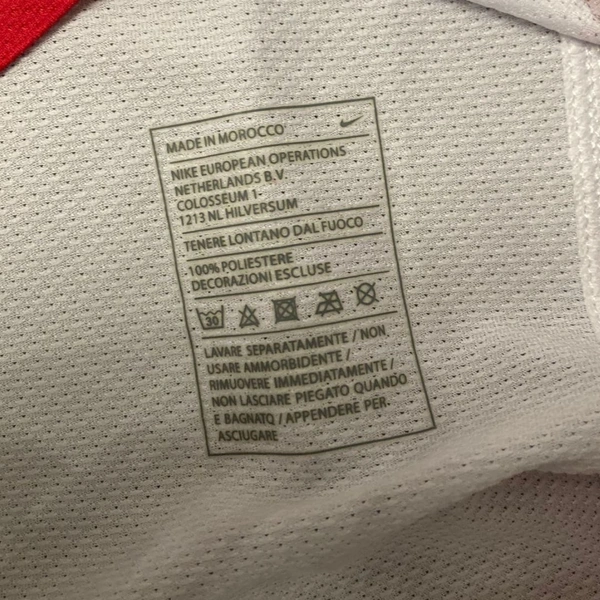 MADE IN MOROCCO
NIKE EUROPEAN OPERATIONS
NETHERLANDS B.V.
COLOSSEUM 1-
1213 NL HILVERSUM
TENERE LONTANO DAL FUOCO
100% POLIESTERE
DECORAZIONI ESCLUSE
30
LAVARE SEPARATAMENTE / NON
USARE AMMORBIDENTE /
RIMUOVERE IMMEDIATAMENTE /
NON LASCIARE PIEGATO QUANDO
E BAGNATO / APPENDERE PER
ASCIUGARE